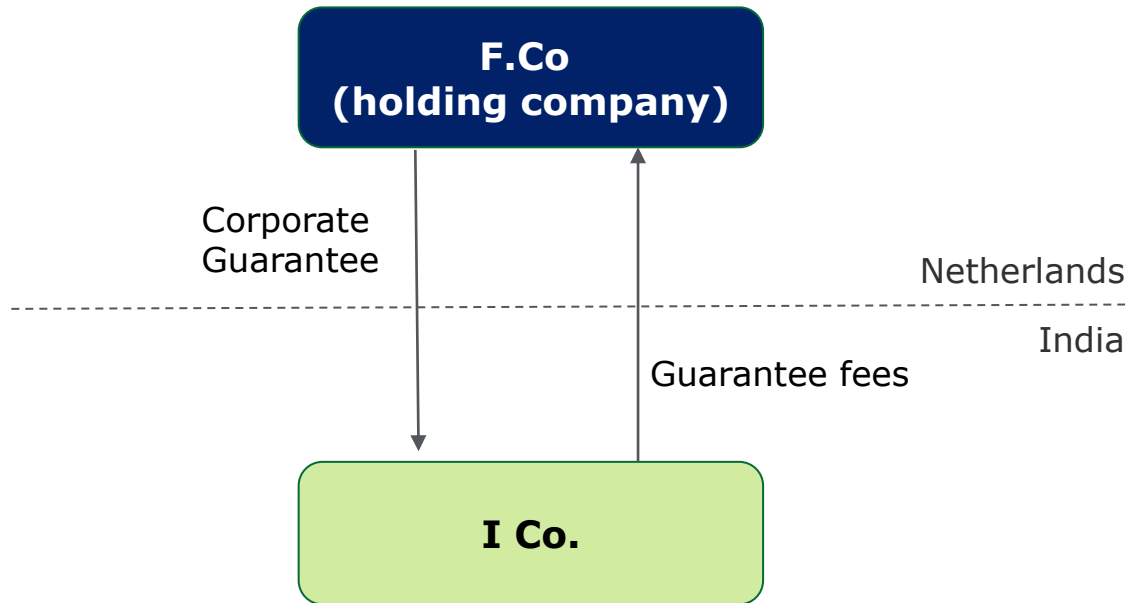 F.Co
(holding company)
Corporate
Guarantee
Netherlands
India
Guarantee fees
I Co.